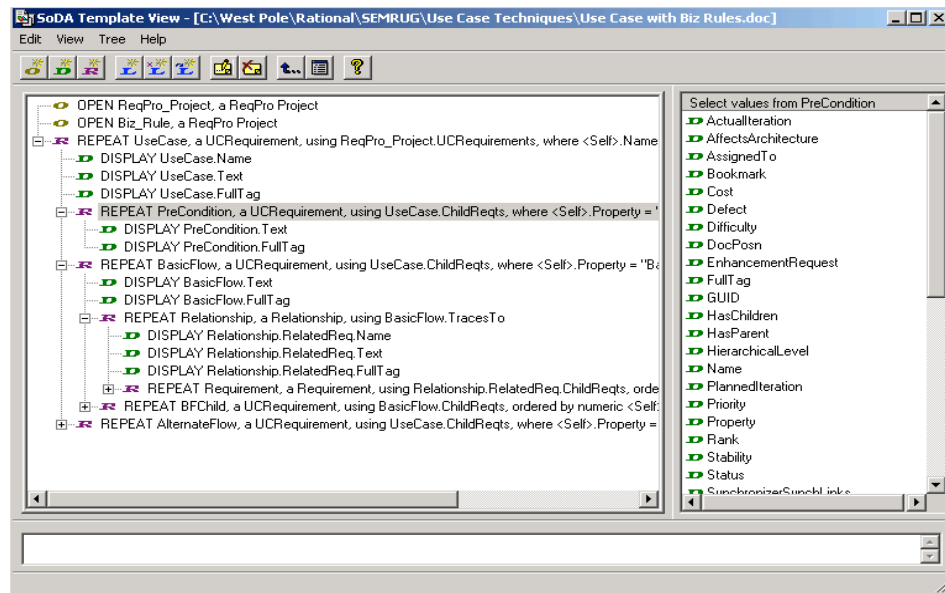 SoDA Template View - [C:\West Pole\Rational\SEMRUG\Use Case Techniques\Use Case with Biz Rules.doc]
Edit View Tree Help
OPEN ReqPro_Project, a ReqPro Project
OPEN Biz_Rule, a ReqPro Project
REPEAT UseCase, a UCRequirement, using ReqPro_Project.UCRequirements, where <Self>.Name
DISPLAY UseCase.Name
DISPLAY UseCase.Text
DISPLAY UseCase.FullTag
REPEAT PreCondition, a UCRequirement, using UseCase.ChildReqts, where <Self>.Property = "
DISPLAY PreCondition.Text
DISPLAY PreCondition.FullTag
REPEAT BasicFlow, a UCRequirement, using UseCase.ChildReqts, where <Self>.Property = "Ba
DISPLAY BasicFlow.Text
DISPLAY BasicFlow.FullTag
REPEAT Relationship, a Relationship, using BasicFlow.TracesTo
DISPLAY Relationship.RelatedReq.Name
DISPLAY Relationship.RelatedReq.Text
DISPLAY Relationship.RelatedReq.FullTag
REPEAT Requirement, a Requirement, using Relationship.RelatedReq.ChildReqts, orde
REPEAT BFChild, a UCRequirement, using BasicFlow.ChildReqts, ordered by numeric <Self
REPEAT AlternateFlow, a UCRequirement, using UseCase.ChildReqts, where <Self>.Property =
Select values from PreCondition
ActualIteration
AffectsArchitecture
AssignedTo
Bookmark
Cost
Defect
Difficulty
DocPosn
EnhancementRequest
FullTag
GUID
HasChildren
HasParent
HierarchicalLevel
Name
PlannedIteration
Priority
Property
Rank
Stability
Status
SynchronizerSynchLinks